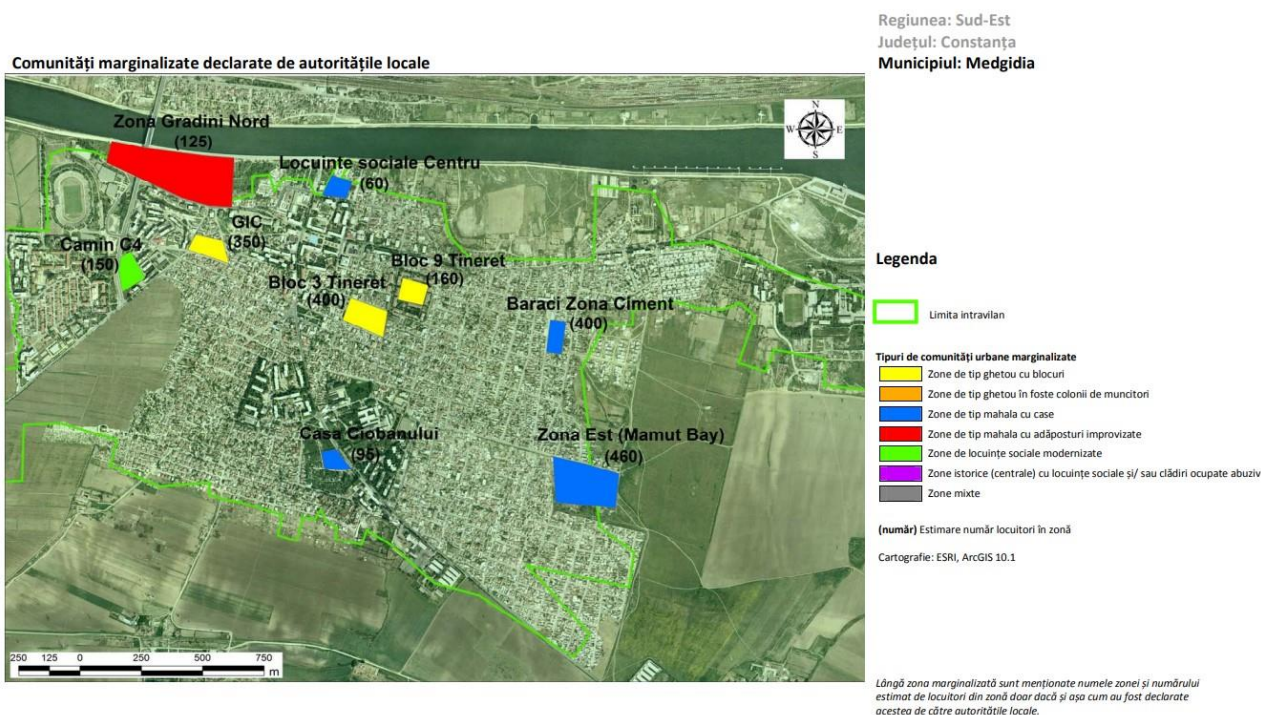 Regiunea: Sud-Est
Județul: Constanța
Municipiul: Medgidia
Comunități marginalizate declarate de autoritățile locale
N
W E
S
Zona Gradini Nord
(125)
Locuinte sociale Centru
(60)
GIC
(350)
Camin C4
(150)
Bloc 9 Tineret
(160)
Bloc 3 Tineret
(400)
Baraci Zona Ciment
(400)
Casa Ciobanului
(95)
Zona Est (Mamut Bay)
(460)
250 125 0 250 500 750
m
Legenda
Limita intravilan
Tipuri de comunități urbane marginalizate
Zone de tip ghetou cu blocuri
Zone de tip ghetou în foste colonii de muncitori
Zone de tip mahala cu case
Zone de tip mahala cu adăposturi improvizate
Zone de locuințe sociale modernizate
Zone istorice (centrale) cu locuințe sociale și/ sau clădiri ocupate abuziv
Zone mixte
(număr) Estimare număr locuitori în zonă
Cartografie: ESRI, ArcGIS 10.1
Lângă zona marginalizată sunt menționate numele zonei și numărului
estimat de locuitori din zonă doar dacă și așa cum au fost declarate
acestea de către autoritățile locale.